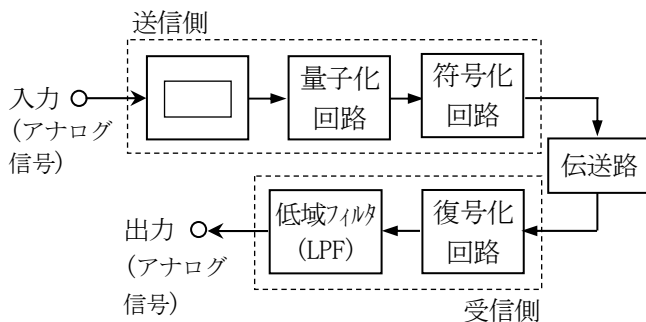 送信側
入力
(アナログ
信号)
量子化
回路
符号化
回路
伝送路
低域フィルタ
(LPF)
復号化
回路
出力
(アナログ
信号)
受信側